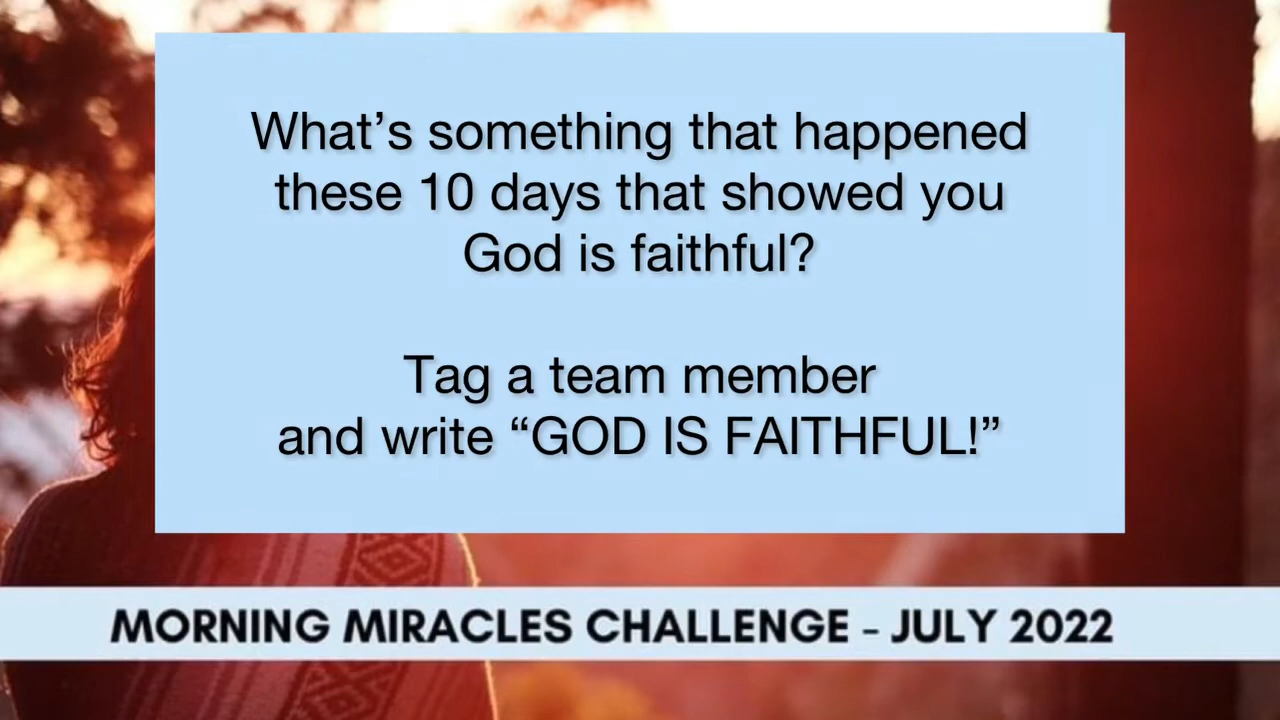 What’s something that happened
these 10 days that showed you
God is faithful?
Tag a team member
and write “GOD IS FAITHFUL!”
MORNING MIRACLES CHALLENGE - JULY 2022